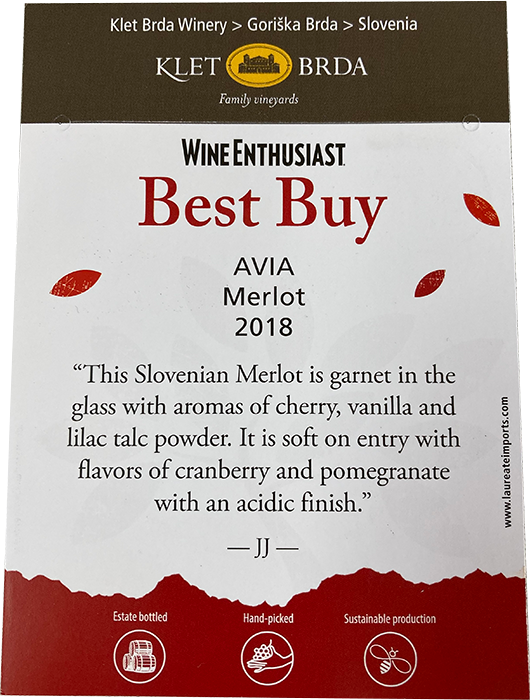 Klet Brda Winery > Goriška Brda > Slovenia
KLET BRDA
Family vineyards
WINEENTHUSIAST
Best Buy
AVIA
Merlot
2018
“This Slovenian Merlot is garnet in the
glass with aromas of cherry, vanilla and
lilac talc powder. It is soft on entry with
flavors of cranberry and pomegranate
with an acidic finish.”
— JJ —
www.laureateimports.com
Estate bottled
Hand-picked
Sustainable production